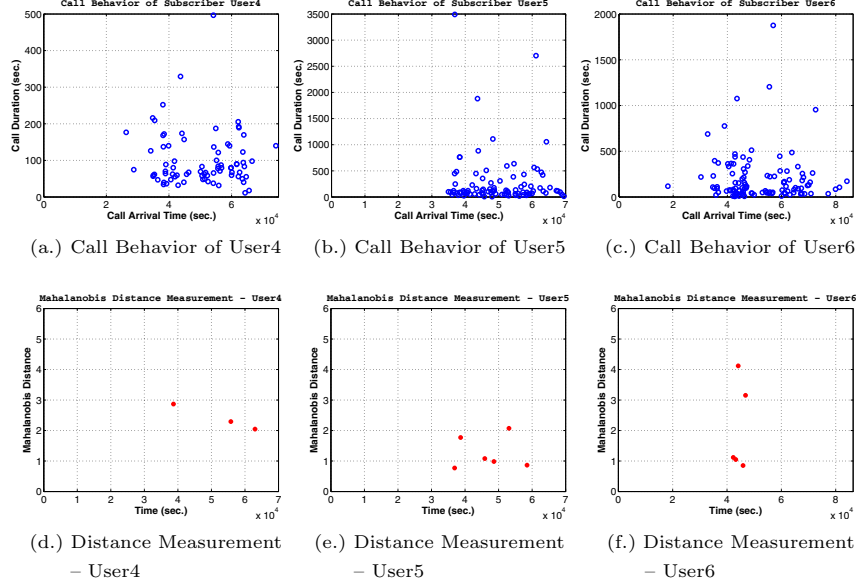 Call Behavior of Subscriber User4
500
400
300
200
100
0
Call Duration (sec.)
0 2 4 6
Call Arrival Time (sec.)
x 10^4
(a.) Call Behavior of User4
Call Behavior of Subscriber User5
3500
3000
2500
2000
1500
1000
500
0
Call Duration (sec.)
0 1 2 3 4 5 6 7
Call Arrival Time (sec.)
x 10^4
(b.) Call Behavior of User5
Call Behavior of Subscriber User6
2000
1500
1000
500
0
Call Duration (sec.)
0 2 4 6 8
Call Arrival Time (sec.)
x 10^4
(c.) Call Behavior of User6
Mahalanobis Distance Measurement - User4
6
5
4
3
2
1
0
Mahalanobis Distance
0 1 2 3 4 5 6 7
Time (sec.)
x 10^4
(d.) Distance Measurement
– User4
Mahalanobis Distance Measurement - User5
6
5
4
3
2
1
0
Mahalanobis Distance
0 1 2 3 4 5 6 7
Time (sec.)
x 10^4
(e.) Distance Measurement
– User5
Mahalanobis Distance Measurement - User6
6
5
4
3
2
1
0
Mahalanobis Distance
0 2 4 6 8
Time (sec.)
x 10^4
(f.) Distance Measurement
– User6